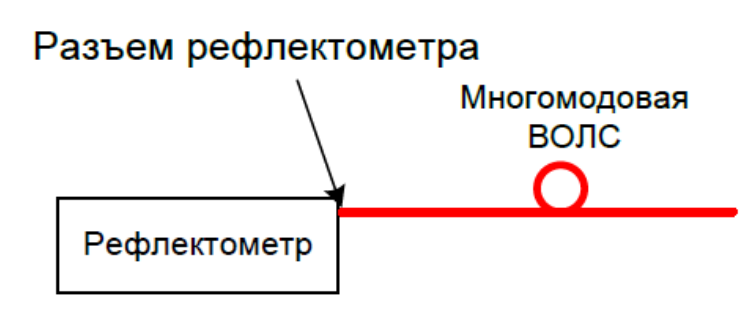 Разъем рефлектометра
Многомодовая
ВОЛС
Рефлектометр